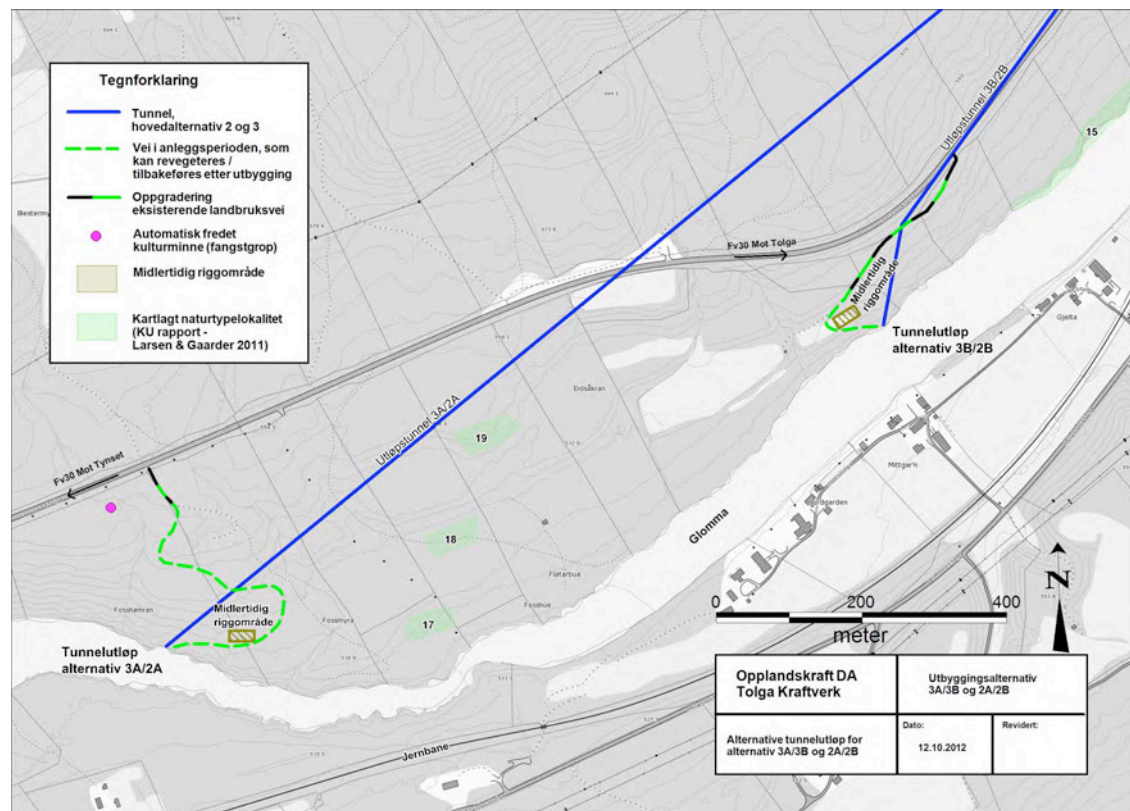 Tegnforklaring
Tunnel,
hovedalternativ 2 og 3
Vei i anleggsperioden, som
kan revegeteres /
tilbakeføres etter utbygging
Oppgradering
eksisterende landbruksvei
Automatisk fredet
kulturminne (fangstgrop)
Midlertidig riggområde
Kartlagt naturtypelokalitet
(KU rapport -
Larsen & Gaarder 2011)
Utløpstunnel 3B/2B
15
Fv30 Mot Tolga
Midlertidig
riggområde
Tunnelutløp
alternativ 3B/2B
Gjelta
Eidsåkran
Utløpstunnel 3A/2A
19
Mittgar'n
Fv30 Mot Tynset
18
Glomma
Fløtarbua
N
Fosshamran
Midlertidig
riggområde
Fossmyra
Fosshue
17
0 200 400
meter
Tunnelutløp
alternativ 3A/2A
Jernbane
Opplandskraft DA
Tolga Kraftverk
Utbyggingsalternativ
3A/3B og 2A/2B
Alternative tunnelutløp for
alternativ 3A/3B og 2A/2B
Dato:
12.10.2012
Revidert: